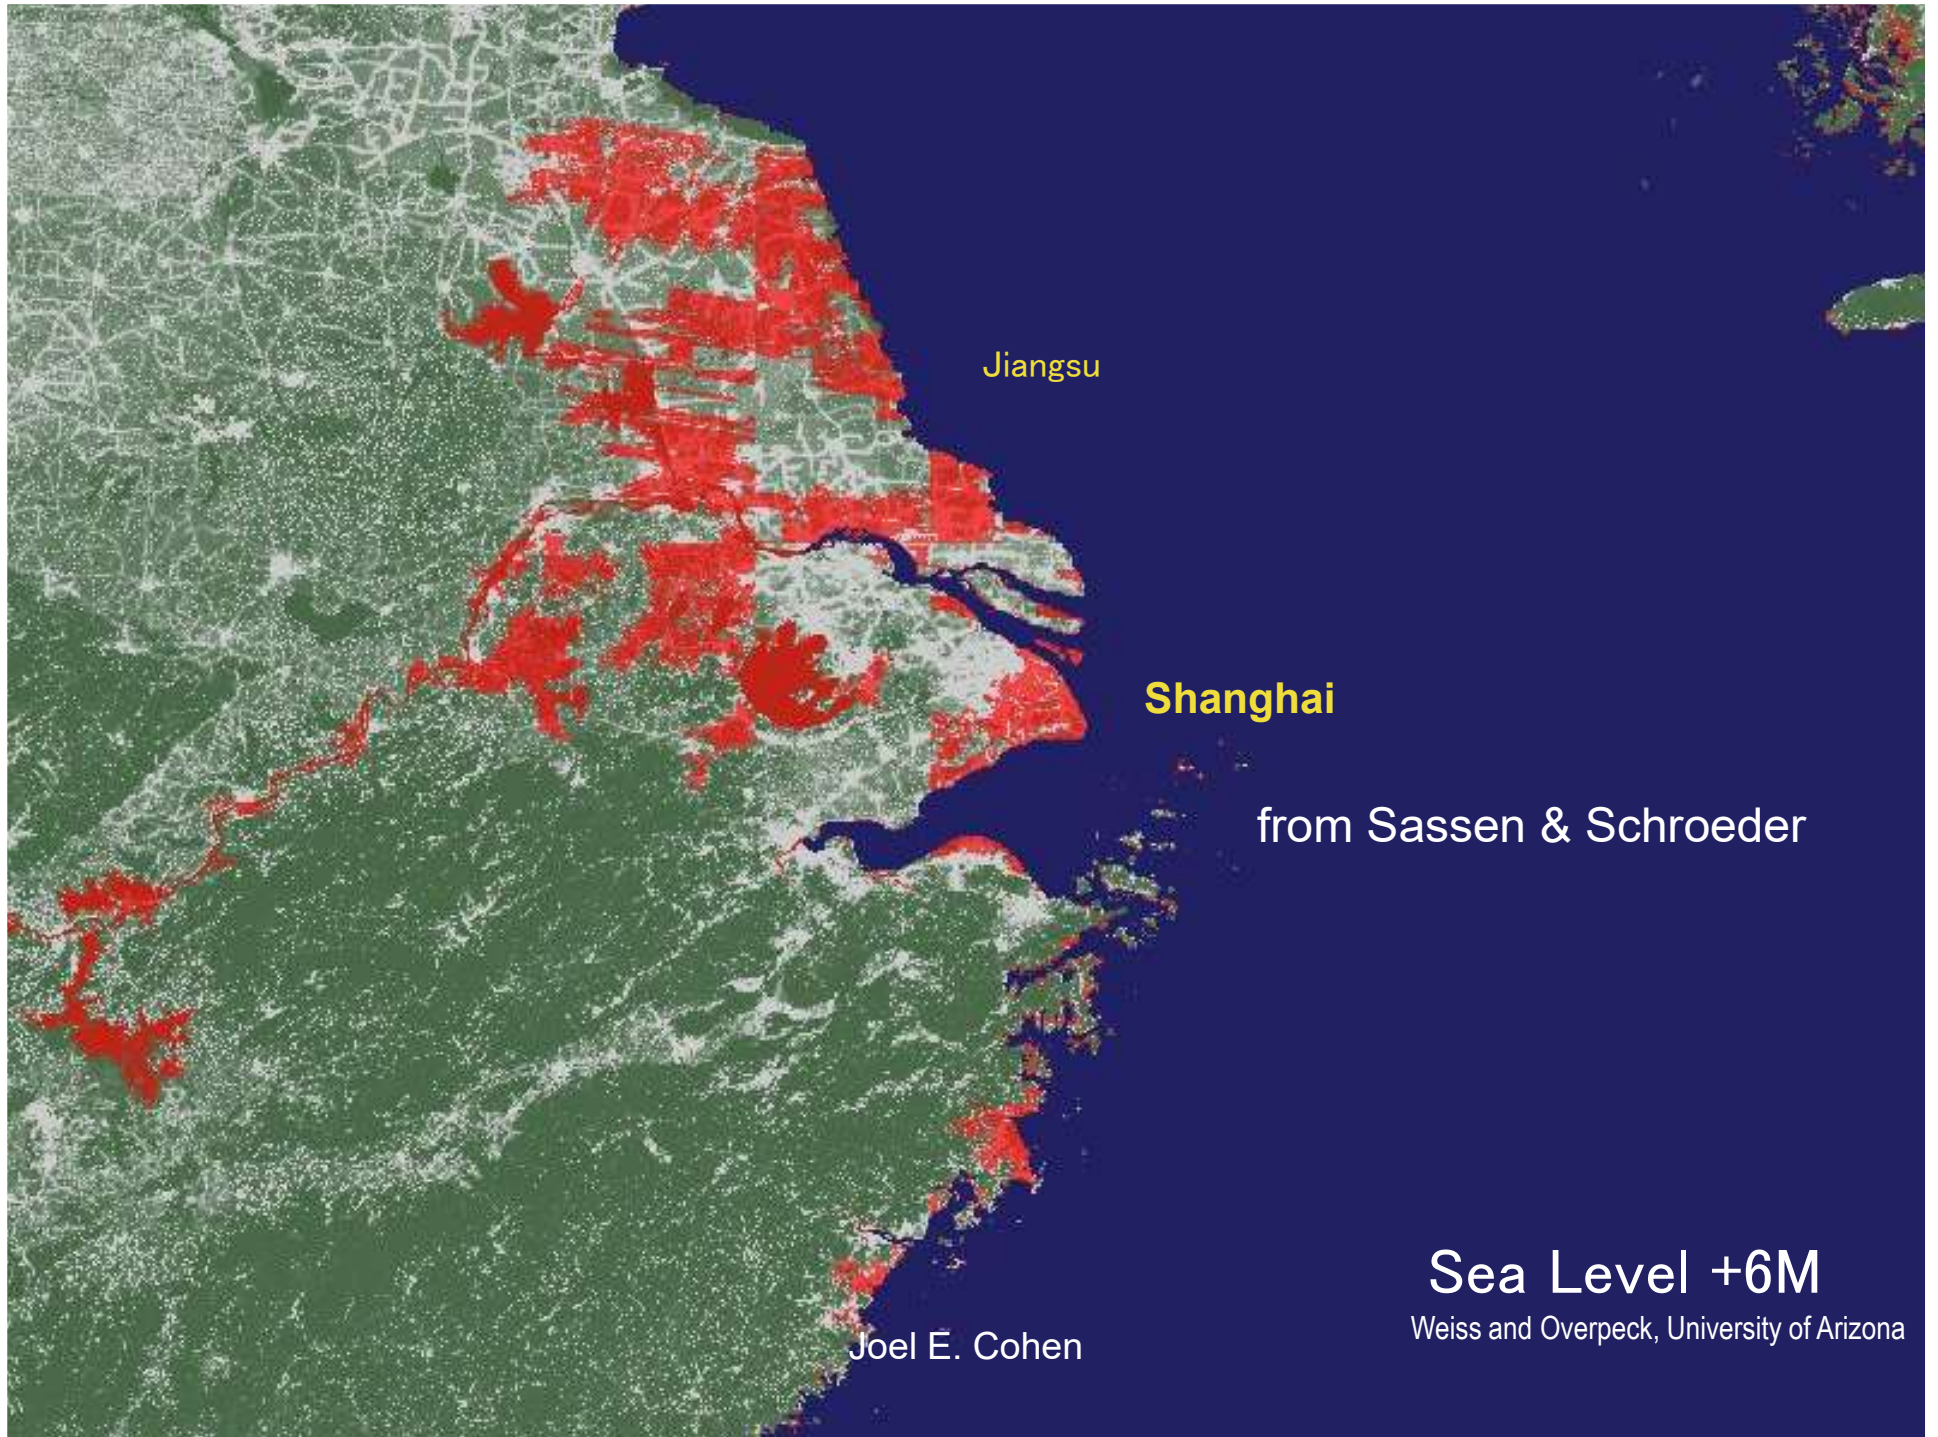 Jiangsu
Shanghai
from Sassen & Schroeder
Sea Level +6M
Weiss and Overpeck, University of Arizona
Joel E. Cohen